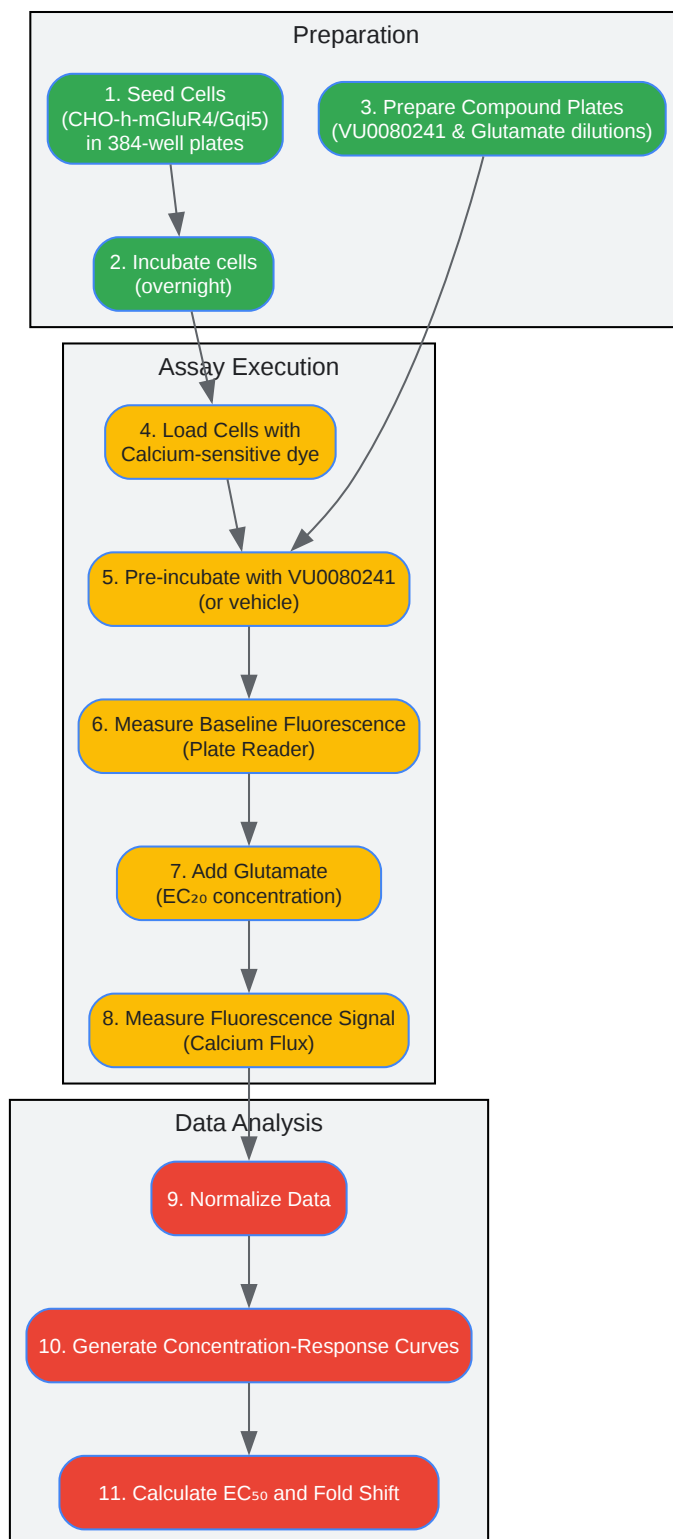 Preparation
1. Seed Cells
(CHO-h-mGluR4/Gqi5)
in 384-well plates
3. Prepare Compound Plates
(VU0080241 & Glutamate dilutions)
2. Incubate cells
(overnight)
Assay Execution
4. Load Cells with
Calcium-sensitive dye
5. Pre-incubate with VU0080241
(or vehicle)
6. Measure Baseline Fluorescence
(Plate Reader)
7. Add Glutamate
(EC₂₀ concentration)
8. Measure Fluorescence Signal
(Calcium Flux)
Data Analysis
9. Normalize Data
10. Generate Concentration-Response Curves
11. Calculate EC₅₀ and Fold Shift